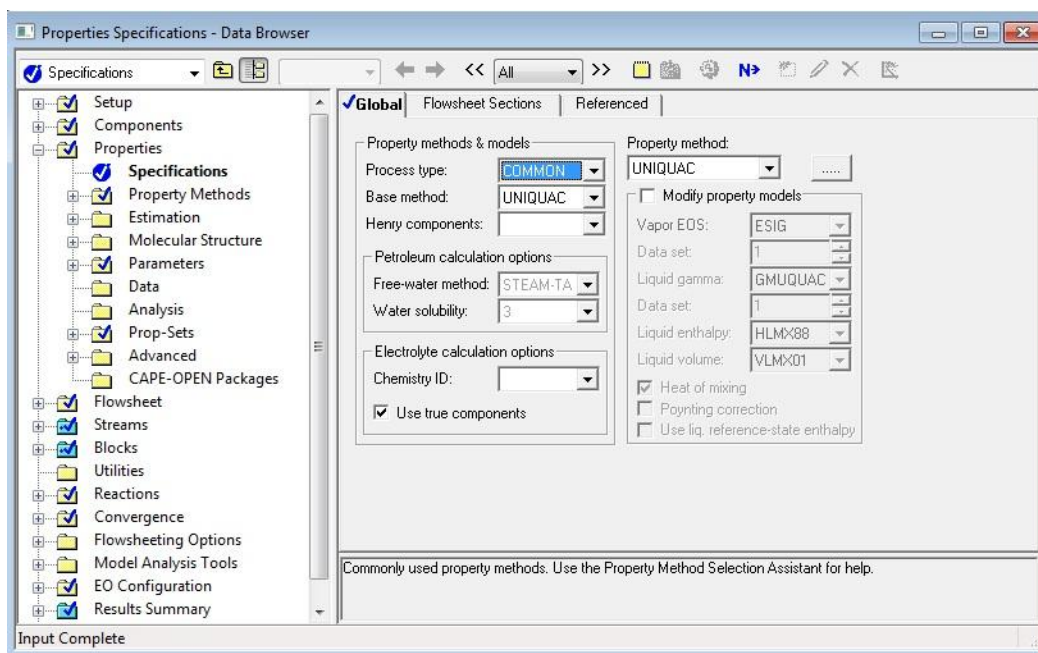 Properties Specifications - Data Browser
Specifications
All
<<
>>
N>
Setup
Components
Properties
Specifications
Property Methods
Estimation
Molecular Structure
Parameters
Data
Analysis
Prop-Sets
Advanced
CAPE-OPEN Packages
Flowsheet
Streams
Blocks
Utilities
Reactions
Convergence
Flowsheeting Options
Model Analysis Tools
EO Configuration
Results Summary
Global Flowsheet Sections Referenced
Property methods & models
Process type: COMMON
Base method: UNIQUAC
Henry components:
Petroleum calculation options
Free-water method: STEAM-TA
Water solubility: 3
Electrolyte calculation options
Chemistry ID:
Use true components
Property method:
UNIQUAC .....
Modify property models
Vapor EOS: ESIG
Data set: 1
Liquid gamma: GMUQUAC
Data set: 1
Liquid enthalpy: HLMX88
Liquid volume: VLMX01
Heat of mixing
Poynting correction
Use liq. reference-state enthalpy
Commonly used property methods. Use the Property Method Selection Assistant for help.
Input Complete